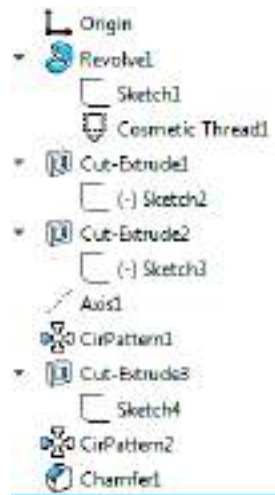 Origin
Revolve1
Sketch1
Cosmetic Thread1
Cut-Extrude1
(-) Sketch2
Cut-Extrude2
(-) Sketch3
Axis1
CirPattern1
Cut-Extrude3
Sketch4
CirPattern2
Chamfer1